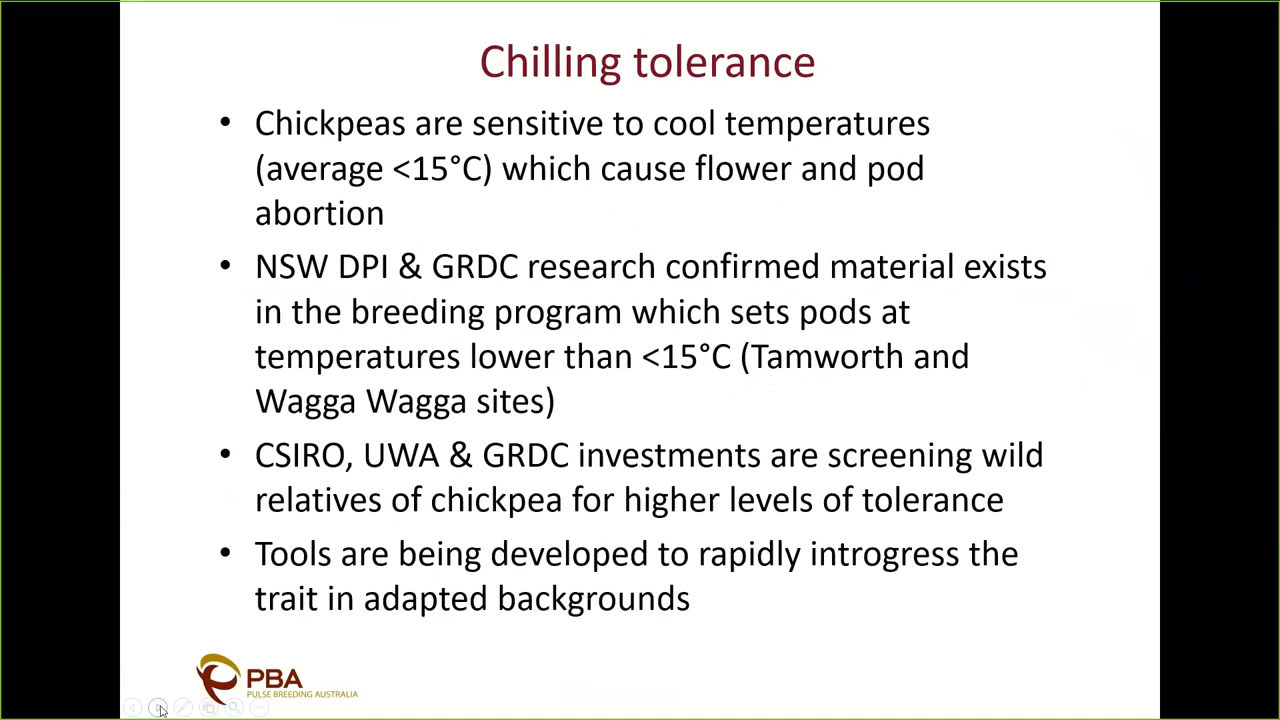 Chilling tolerance
• Chickpeas are sensitive to cool temperatures
(average <15°C) which cause flower and pod
abortion
• NSW DPI & GRDC research confirmed material exists
in the breeding program which sets pods at
temperatures lower than <15°C (Tamworth and
Wagga Wagga sites)
• CSIRO, UWA & GRDC investments are screening wild
relatives of chickpea for higher levels of tolerance
• Tools are being developed to rapidly introgress the
trait in adapted backgrounds
PBA
PULSE BREEDING AUSTRALIA